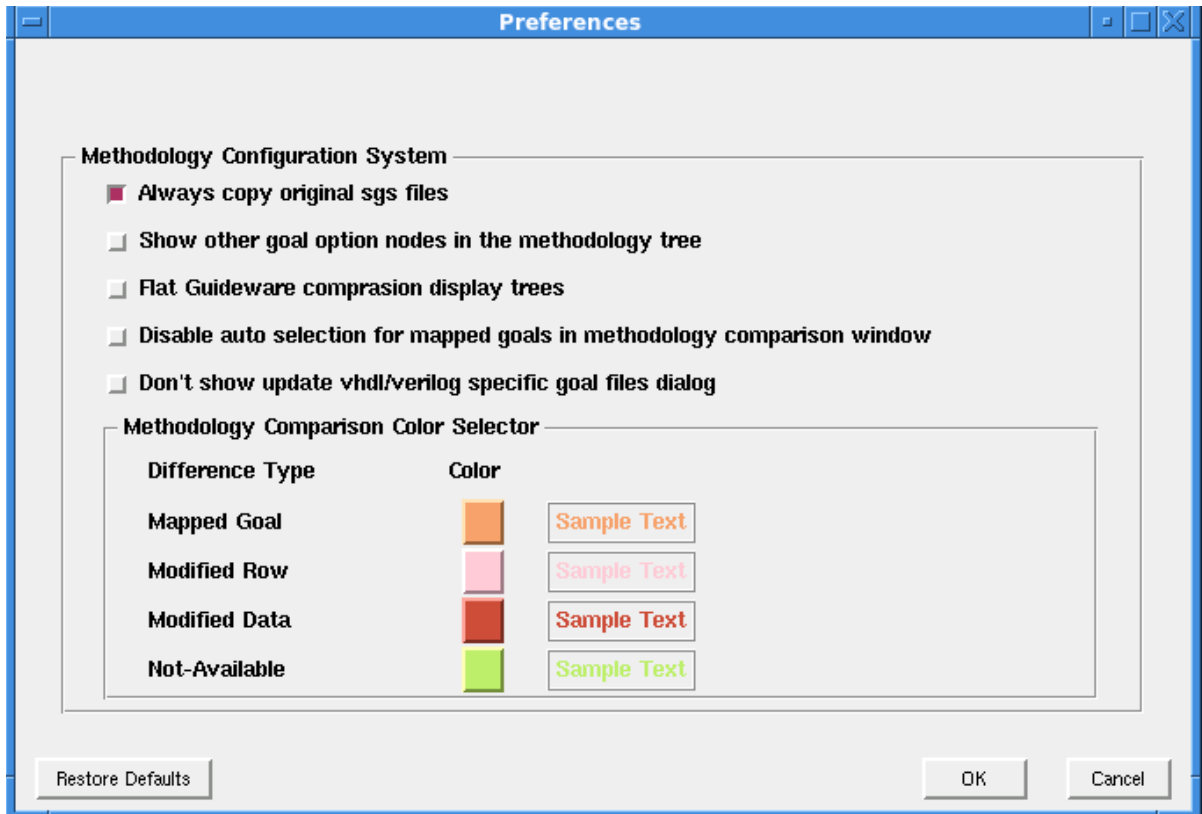 Preferences
Methodology Configuration System
Always copy original sgs files
Show other goal option nodes in the methodology tree
Flat Guideware comprasion display trees
Disable auto selection for mapped goals in methodology comparison window
Don't show update vhdl/verilog specific goal files dialog
Methodology Comparison Color Selector
Difference Type Color
Mapped Goal Sample Text
Modified Row Sample Text
Modified Data Sample Text
Not-Available Sample Text
Restore Defaults OK Cancel